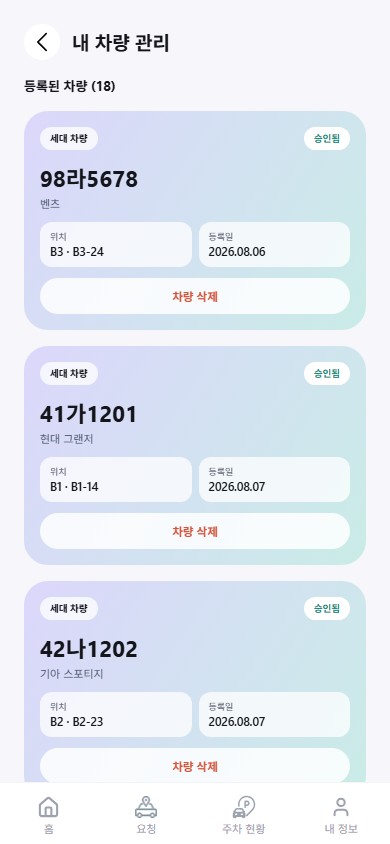 내 차량 관리
등록된 차량 (18)
세대 차량 승인됨
98라5678
벤츠
위치 등록일
B3 · B3-24 2026.08.06
차량 삭제
세대 차량 승인됨
41가1201
현대 그랜저
위치 등록일
B1 · B1-14 2026.08.07
차량 삭제
세대 차량 승인됨
42나1202
기아 스포티지
위치 등록일
B2 · B2-23 2026.08.07
차량 삭제
P
홈 요청 주차 현황 내 정보